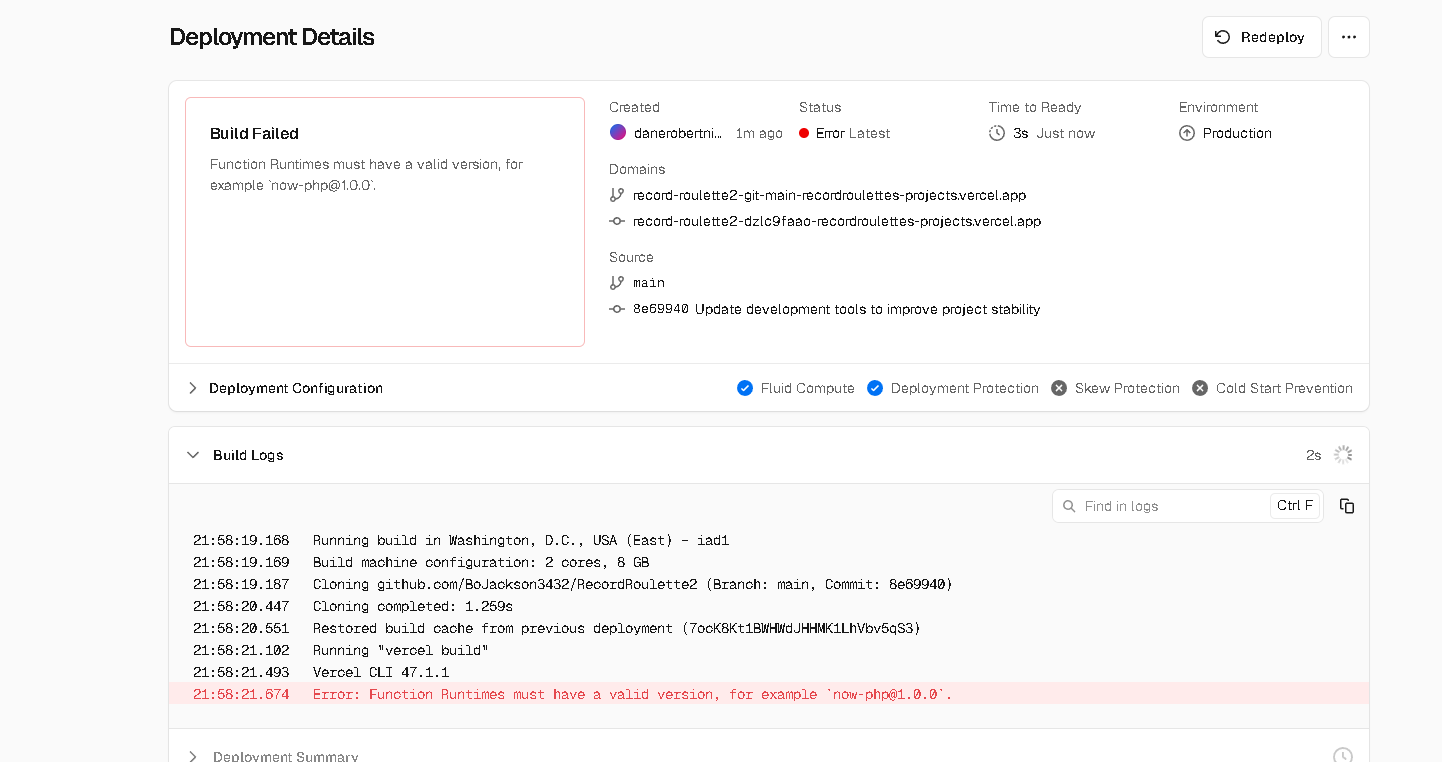 Deployment Details
Redeploy
Build Failed
Function Runtimes must have a valid version, for
example `now-php@1.0.0`.
Created
danerobertni... 1m ago
Status
Error Latest
Time to Ready
3s Just now
Environment
Production
Domains
record-roulette2-git-main-recordroulettes-projects.vercel.app
record-roulette2-dzlc9faao-recordroulettes-projects.vercel.app
Source
main
8e69940 Update development tools to improve project stability
Deployment Configuration
Fluid Compute
Deployment Protection
Skew Protection
Cold Start Prevention
Build Logs
2s
Find in logs
Ctrl F
21:58:19.168 Running build in Washington, D.C., USA (East) – iad1
21:58:19.169 Build machine configuration: 2 cores, 8 GB
21:58:19.187 Cloning github.com/BoJackson3432/RecordRoulette2 (Branch: main, Commit: 8e69940)
21:58:20.447 Cloning completed: 1.259s
21:58:20.551 Restored build cache from previous deployment (7ocK8Kt1BWHWdJHHMK1LhVbv5qS3)
21:58:21.102 Running "vercel build"
21:58:21.493 Vercel CLI 47.1.1
21:58:21.674 Error: Function Runtimes must have a valid version, for example `now-php@1.0.0`.
Deployment Summary